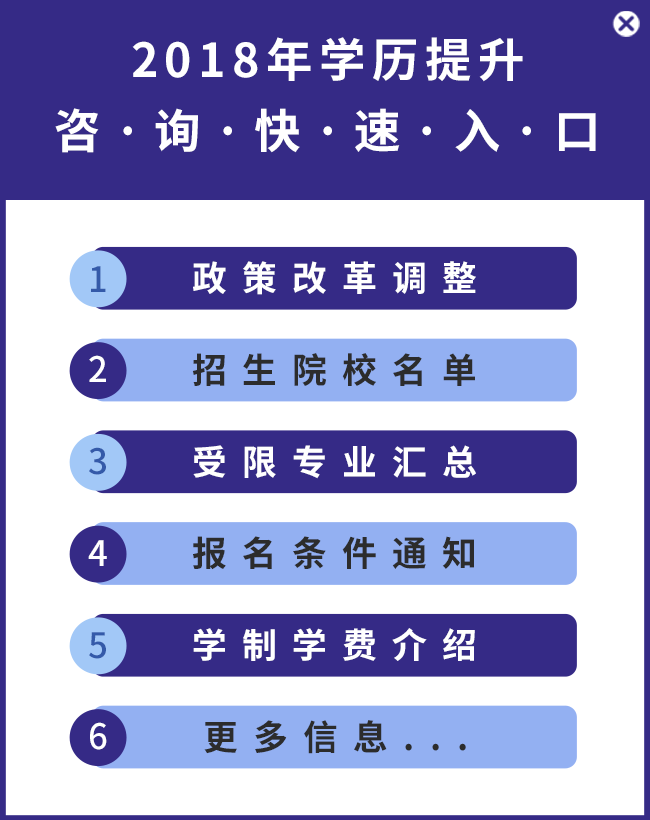 2018年学历提升
咨·询·快·速·入·口
1 政策改革调整
2 招生院校名单
3 受限专业汇总
4 报名条件通知
5 学制学费介绍
6 更多信息...